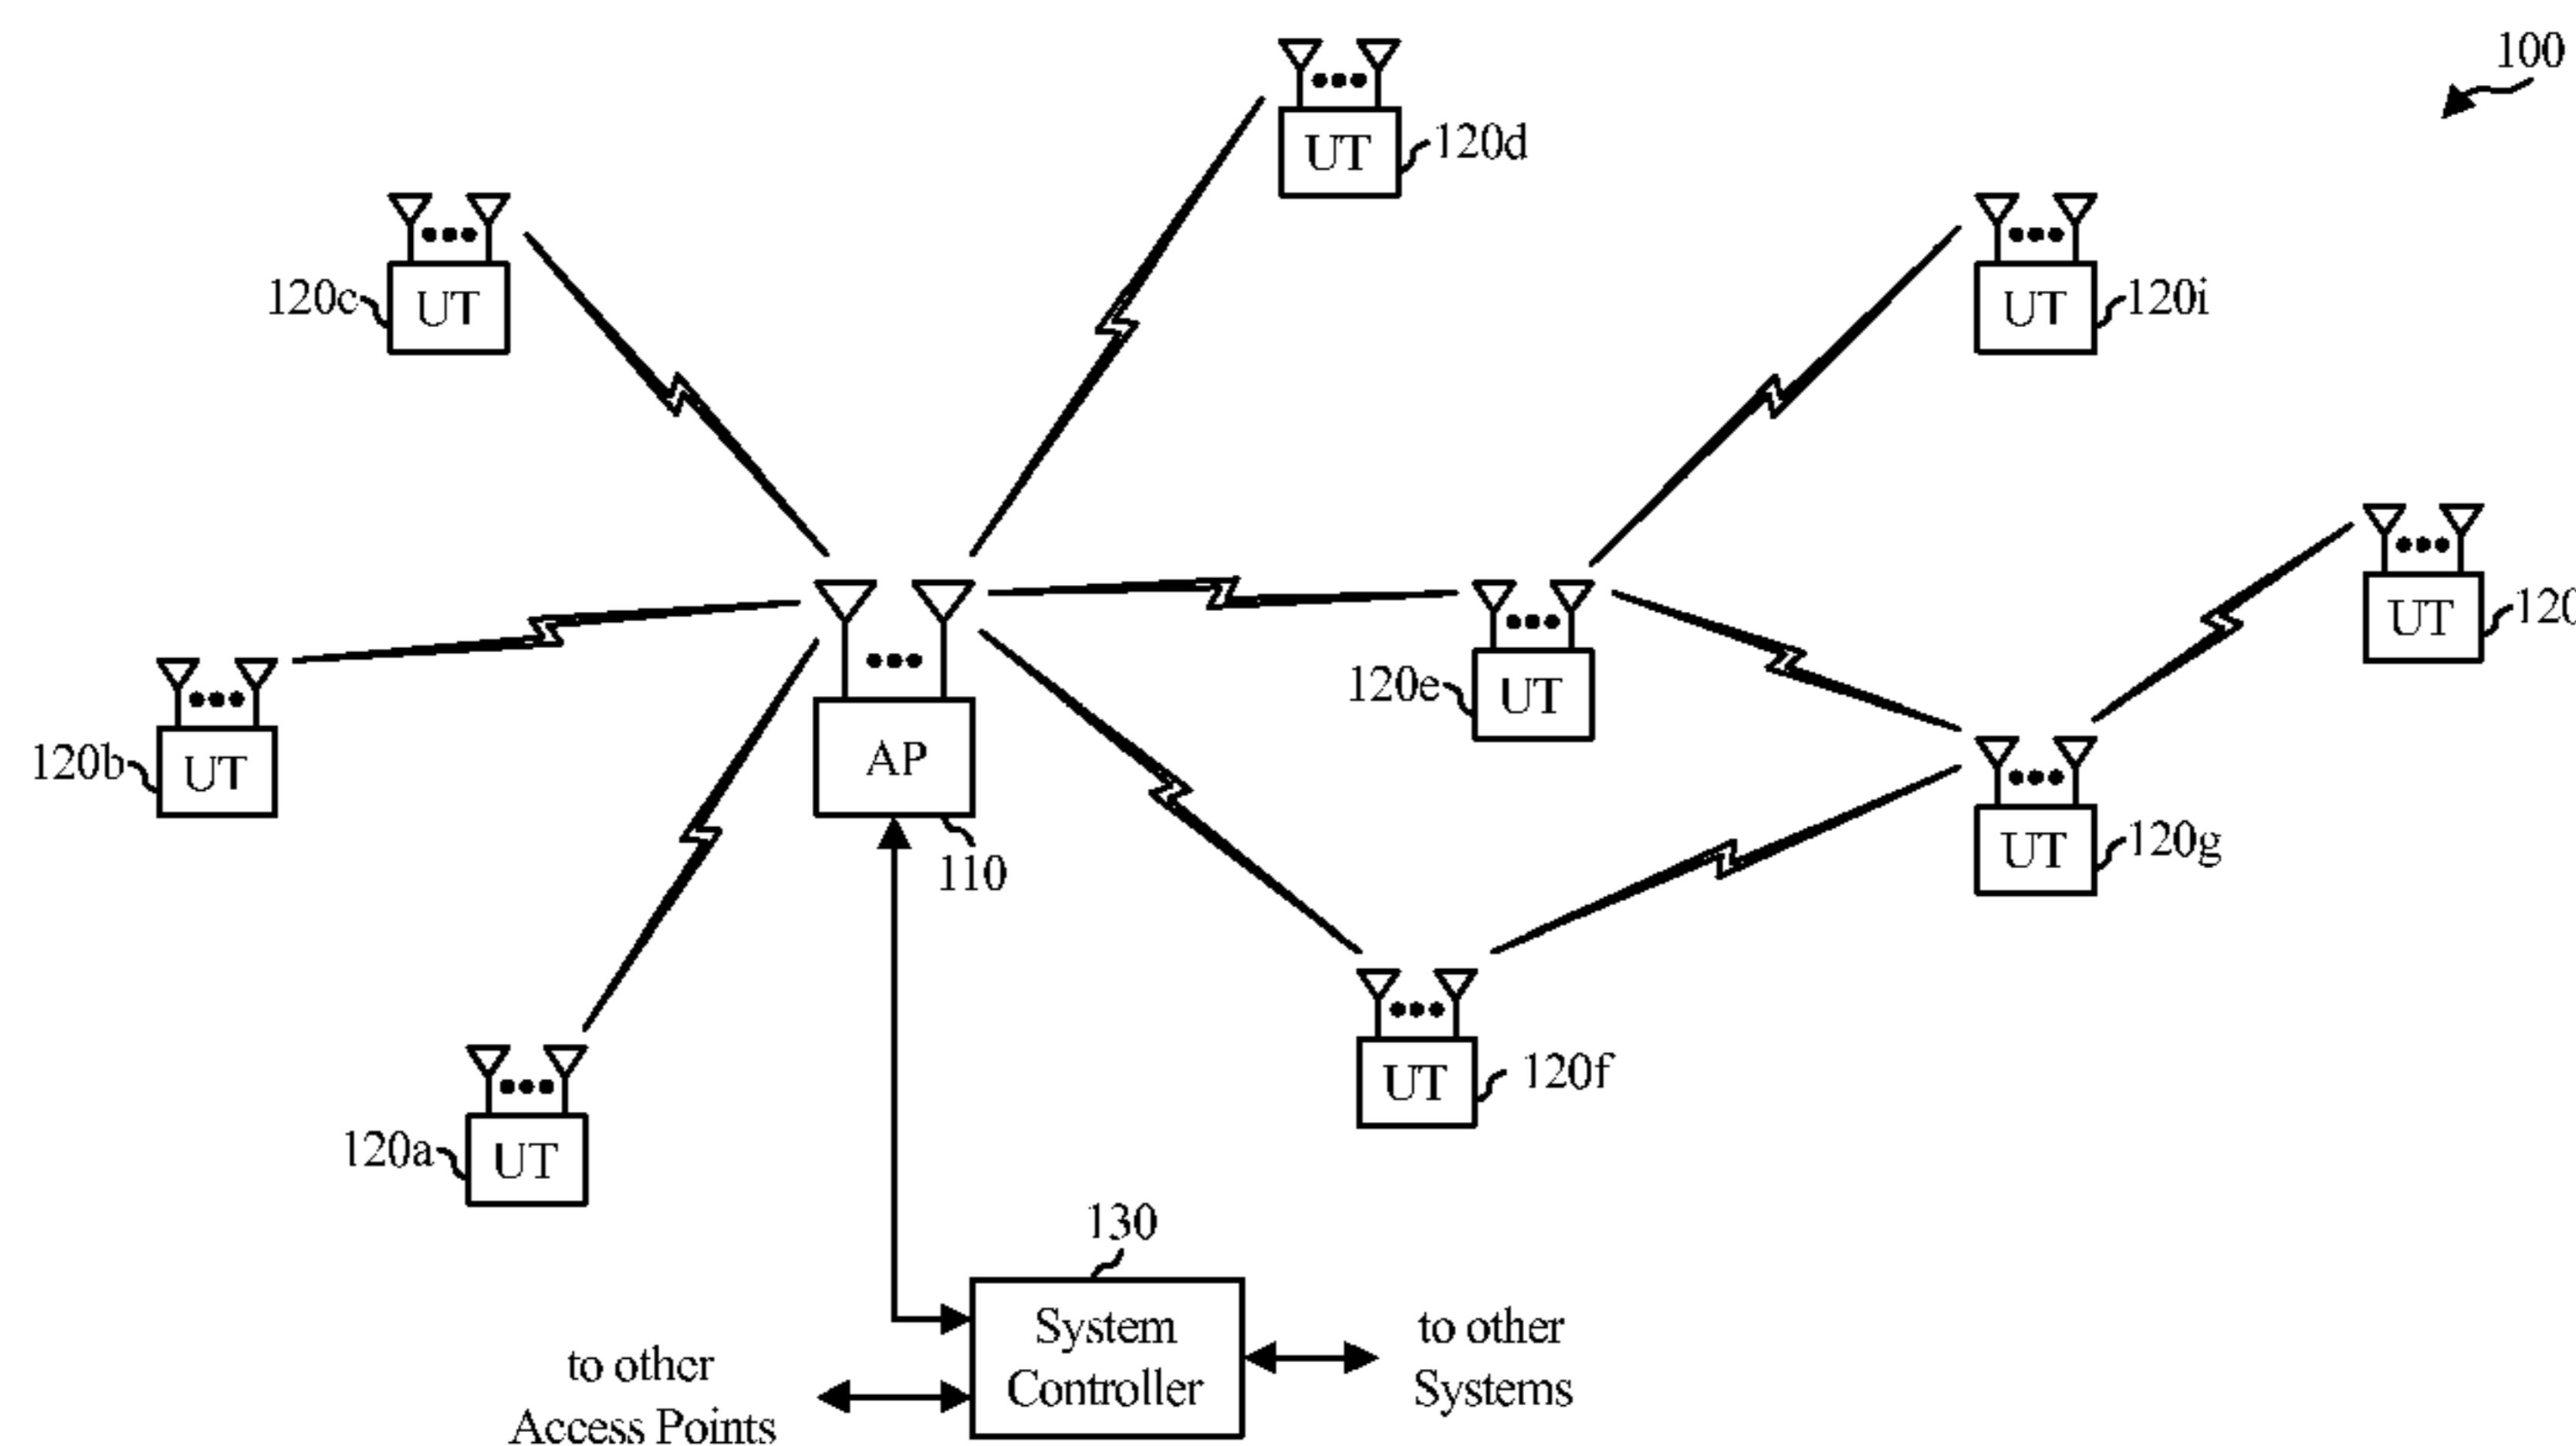 100
UT
120d
120c
UT
UT
120i
UT
120
120e
UT
120b
UT
AP
110
UT
120g
UT
120f
120a
UT
130
System
Controller
to other
Access Points
to other
Systems